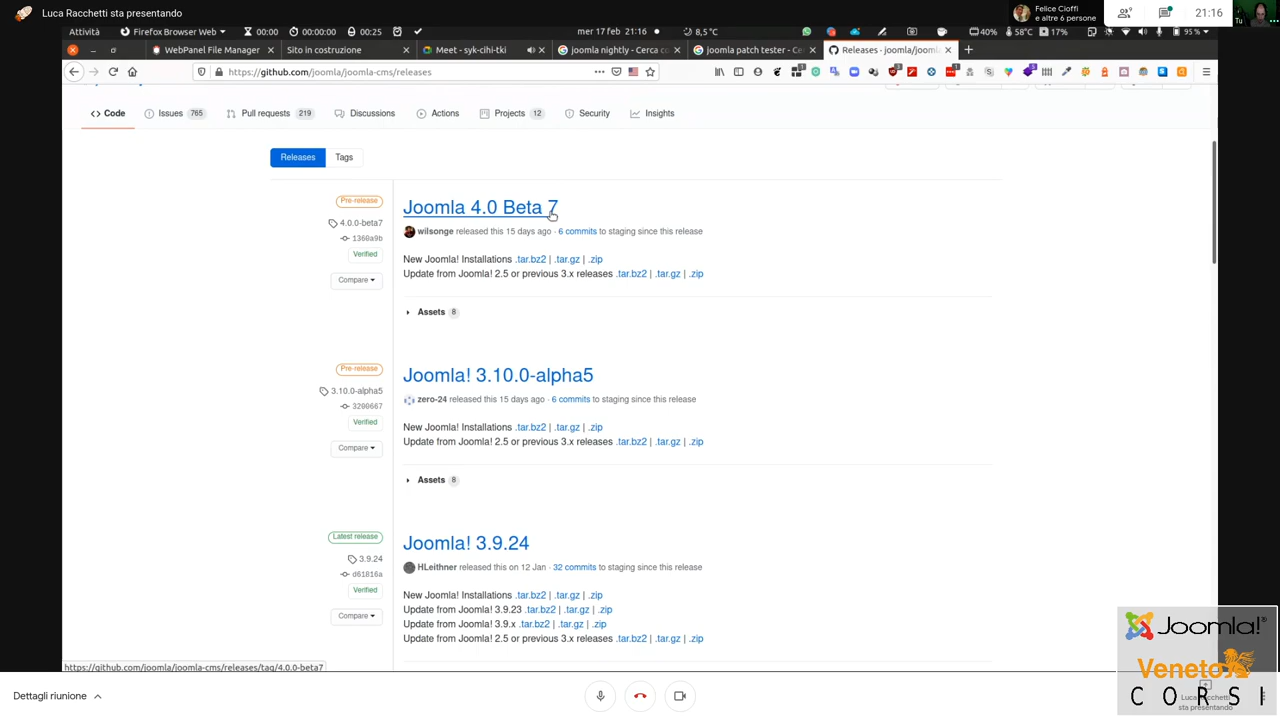 Luca Racchetti sta presentando
Felice Cioffi
e altre 6 persone
9
21:16
Tu
Attività
Firefox Browser Web
00:00
00:00:00
00:25
mer 17 feb 21:16
8,5°C
40%
58°C
17%
95%
WebPanel File Manager
Sito in costruzione
Meet - syk-cihi-tkj
joomla nightly - Cerca co
joomla patch tester - Ce
Releases · joomla/jooml
https://github.com/joomla/joomla-cms/releases
Code
Issues 765
Pull requests 219
Discussions
Actions
Projects 12
Security
Insights
Releases
Tags
Pre-release
4.0.0-beta7
1360a9b
Verified
Compare
Joomla 4.0 Beta 7
wilsonge released this 15 days ago · 6 commits to staging since this release
New Joomla! Installations .tar.bz2 | .tar.gz | .zip
Update from Joomla! 2.5 or previous 3.x releases .tar.bz2 | .tar.gz | .zip
Assets 8
Pre-release
3.10.0-alpha5
3200667
Verified
Compare
Joomla! 3.10.0-alpha5
zero-24 released this 15 days ago · 6 commits to staging since this release
New Joomla! Installations .tar.bz2 | .tar.gz | .zip
Update from Joomla! 2.5 or previous 3.x releases .tar.bz2 | .tar.gz | .zip
Assets 8
Latest release
3.9.24
d61816a
Verified
Compare
Joomla! 3.9.24
HLeithner released this on 12 Jan · 32 commits to staging since this release
New Joomla! Installations .tar.bz2 | .tar.gz | .zip
Update from Joomla! 3.9.23 .tar.bz2 | .tar.gz | .zip
Update from Joomla! 3.9.x .tar.bz2 | .tar.gz | .zip
Update from Joomla! 2.5 or previous 3.x releases .tar.bz2 | .tar.gz | .zip
https://github.com/joomla/joomla-cms/releases/tag/4.0.0-beta7
Dettagli riunione
Joomla!®
Veneto
CORSI
Luca Racchetti
sta presentando